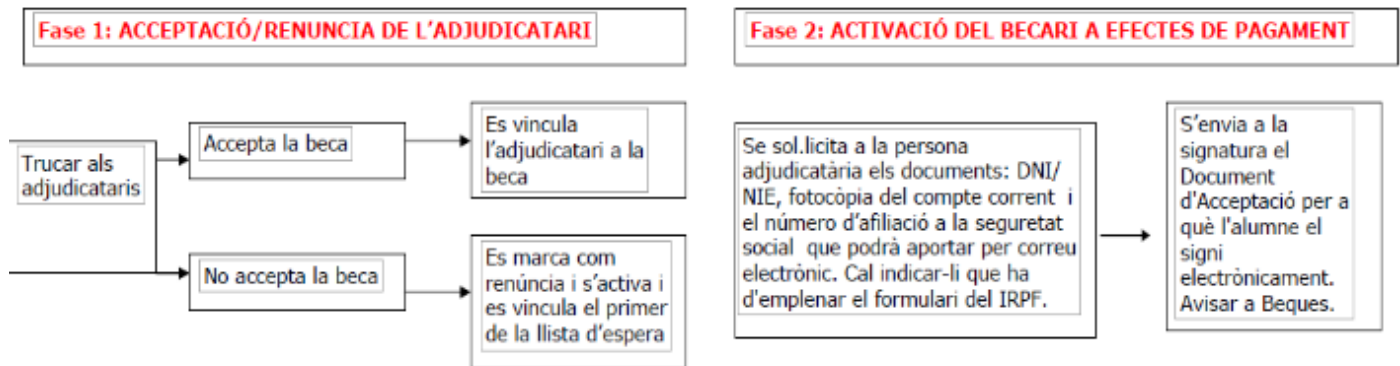 Fase 1: ACCEPTACIÓ/RENUNCIA DE L'ADJUDICATARI
Fase 2: ACTIVACIÓ DEL BECARI A EFECTES DE PAGAMENT
Trucar als
adjudicataris
Accepta la beca
Es vincula
l'adjudicatari a la
beca
No accepta la beca
Es marca com
renúncia i s'activa i
es vincula el primer
de la llista d'espera
Se sol.licita a la persona
adjudicatària els documents: DNI/
NIE, fotocòpia del compte corrent i
el número d'afiliació a la seguretat
social que podrà aportar per correu
electrònic. Cal indicar-li que ha
d'emplenar el formulari del IRPF.
S'envia a la
signatura el
Document
d'Acceptació per a
què l'alumne el
signi
electrònicament.
Avisar a Beques.